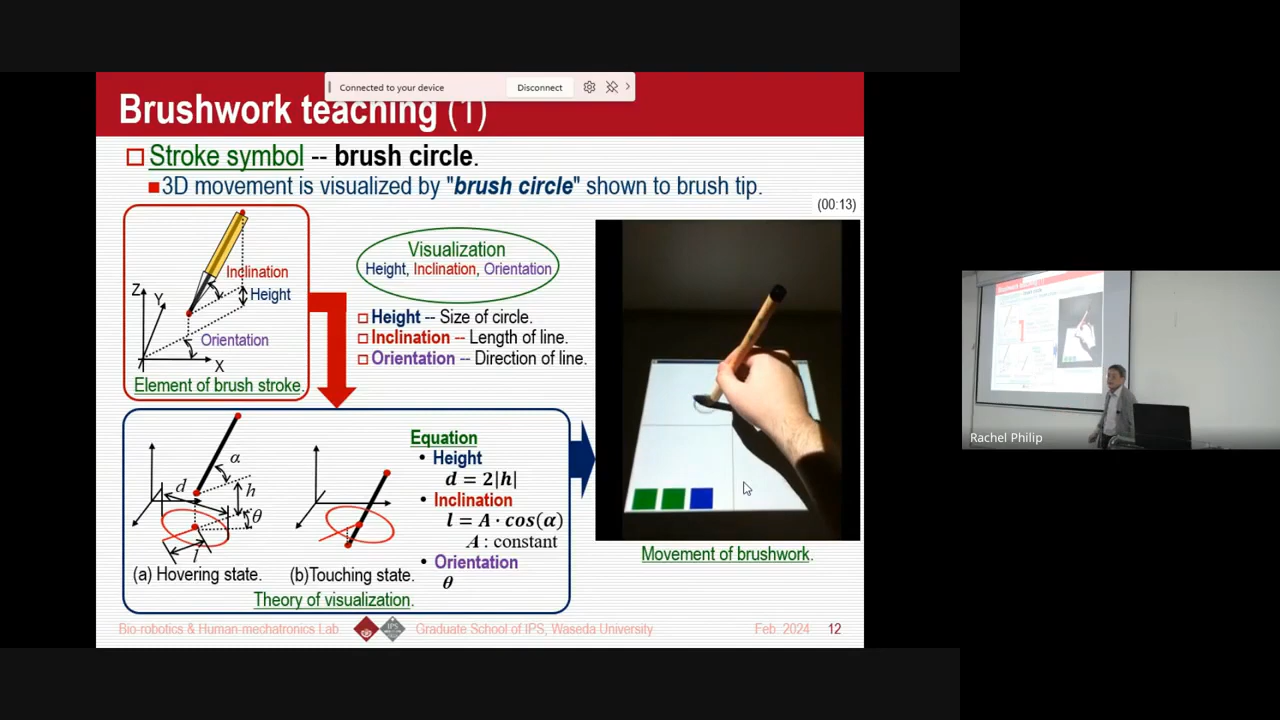 Connected to your device
Disconnect
Brushwork teaching (1)
Stroke symbol -- brush circle.
3D movement is visualized by "brush circle" shown to brush tip.
(00:13)
Z
Y
X
Inclination
Height
Orientation
Element of brush stroke.
Visualization
Height, Inclination, Orientation
Height -- Size of circle.
Inclination -- Length of line.
Orientation -- Direction of line.
α
d
h
θ
l
(a) Hovering state.
(b)Touching state.
Equation
• Height
d = 2|h|
• Inclination
l = A · cos(α)
A : constant
• Orientation
θ
Theory of visualization.
Movement of brushwork.
Bio-robotics & Human-mechatronics Lab
IPS
Graduate School of IPS, Waseda University
Feb. 2024
12
Rachel Philip